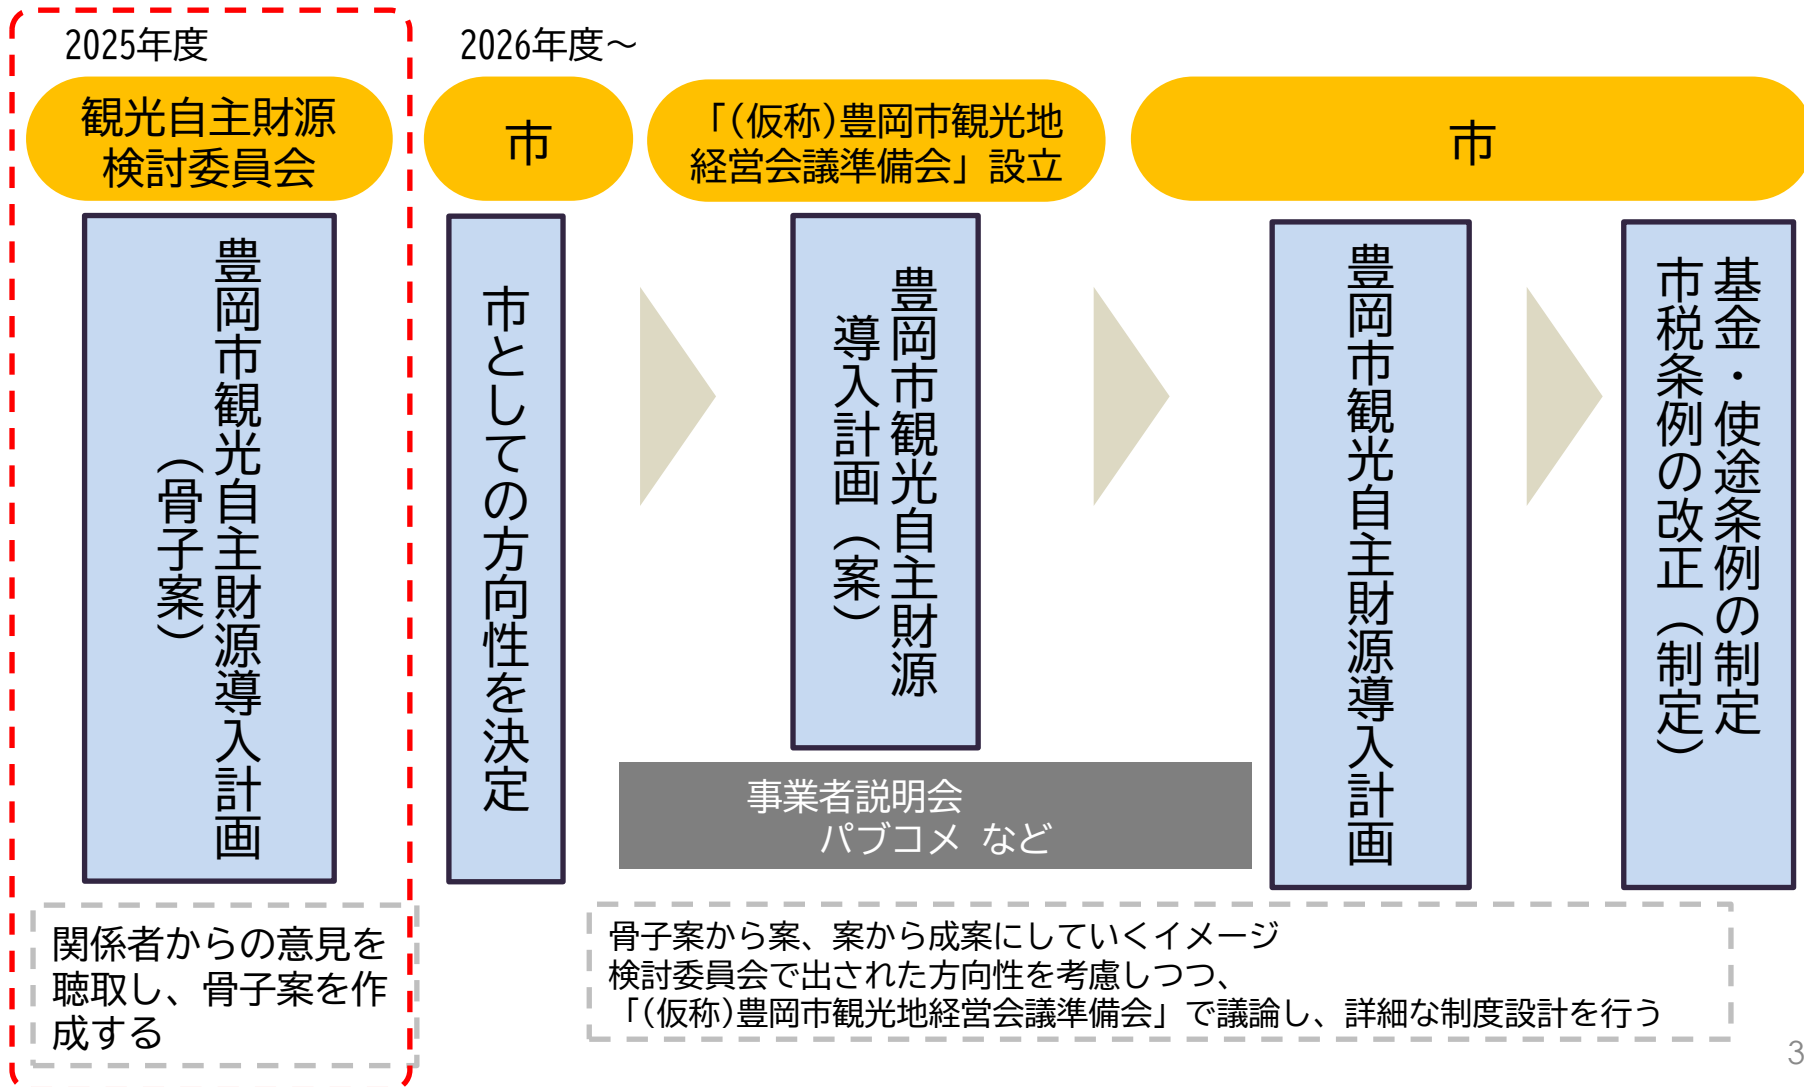 2025年度
2026年度～
観光自主財源
検討委員会
市
「(仮称)豊岡市観光地
経営会議準備会」設立
市
豊岡市観光自主財源導入計画
（骨子案）
市としての方向性を決定
豊岡市観光自主財源
導入計画（案）
豊岡市観光自主財源導入計画
基金・使途条例の制定
市税条例の改正（制定）
事業者説明会
パブコメ など
関係者からの意見を
聴取し、骨子案を作
成する
骨子案から案、案から成案にしていくイメージ
検討委員会で出された方向性を考慮しつつ、
「(仮称)豊岡市観光地経営会議準備会」で議論し、詳細な制度設計を行う
3